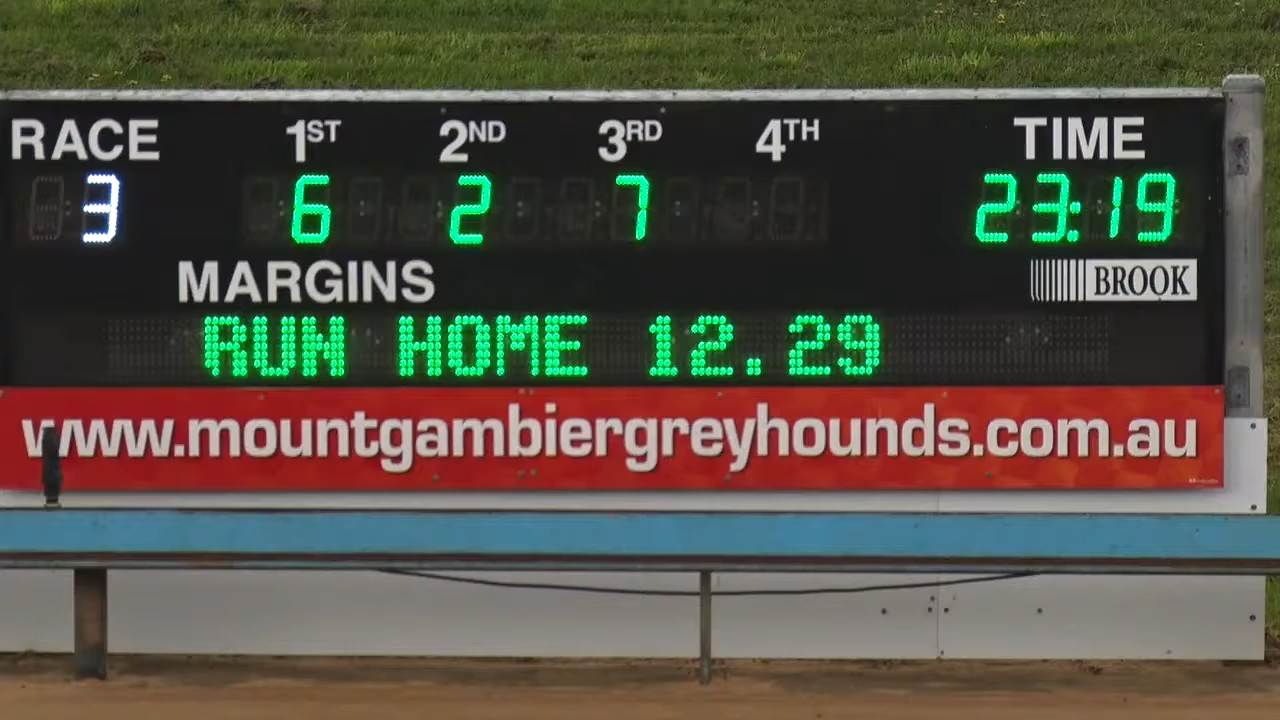 RACE 1ST 2ND 3RD 4TH TIME
3 6 2 7 23:19
MARGINS BROOK
RUN HOME 12.29
www.mountgambiergreyhounds.com.au